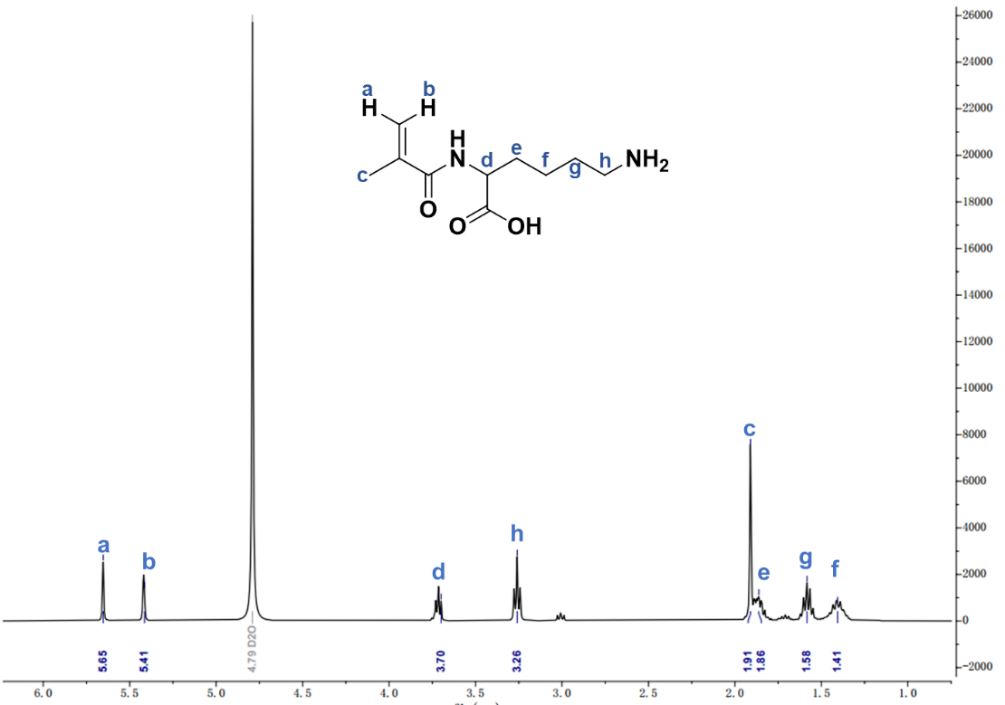 26000
24000
22000
20000
18000
16000
14000
12000
10000
8000
6000
4000
2000
0
-2000
a b
H H
H
N d e f g h NH2
c
O O OH
a
b
d
h
c
e
g
f
5.65
5.41
4.79 D2O
3.70
3.26
1.91
1.86
1.58
1.41
6.0 5.5 5.0 4.5 4.0 3.5 3.0 2.5 2.0 1.5 1.0